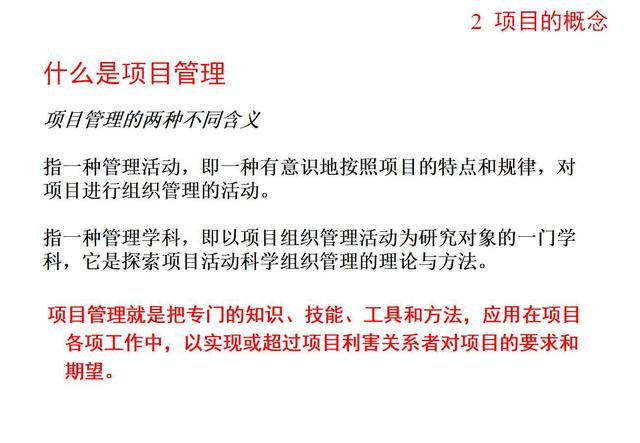 2 项目的概念
什么是项目管理
项目管理的两种不同含义
指一种管理活动，即一种有意识地按照项目的特点和规律，对
项目进行组织管理的活动。
指一种管理学科，即以项目组织管理活动为研究对象的一门学
科，它是探索项目活动科学组织管理的理论与方法。
项目管理就是把专门的知识、技能、工具和方法，应用在项目
各项工作中，以实现或超过项目利害关系者对项目的要求和
期望。